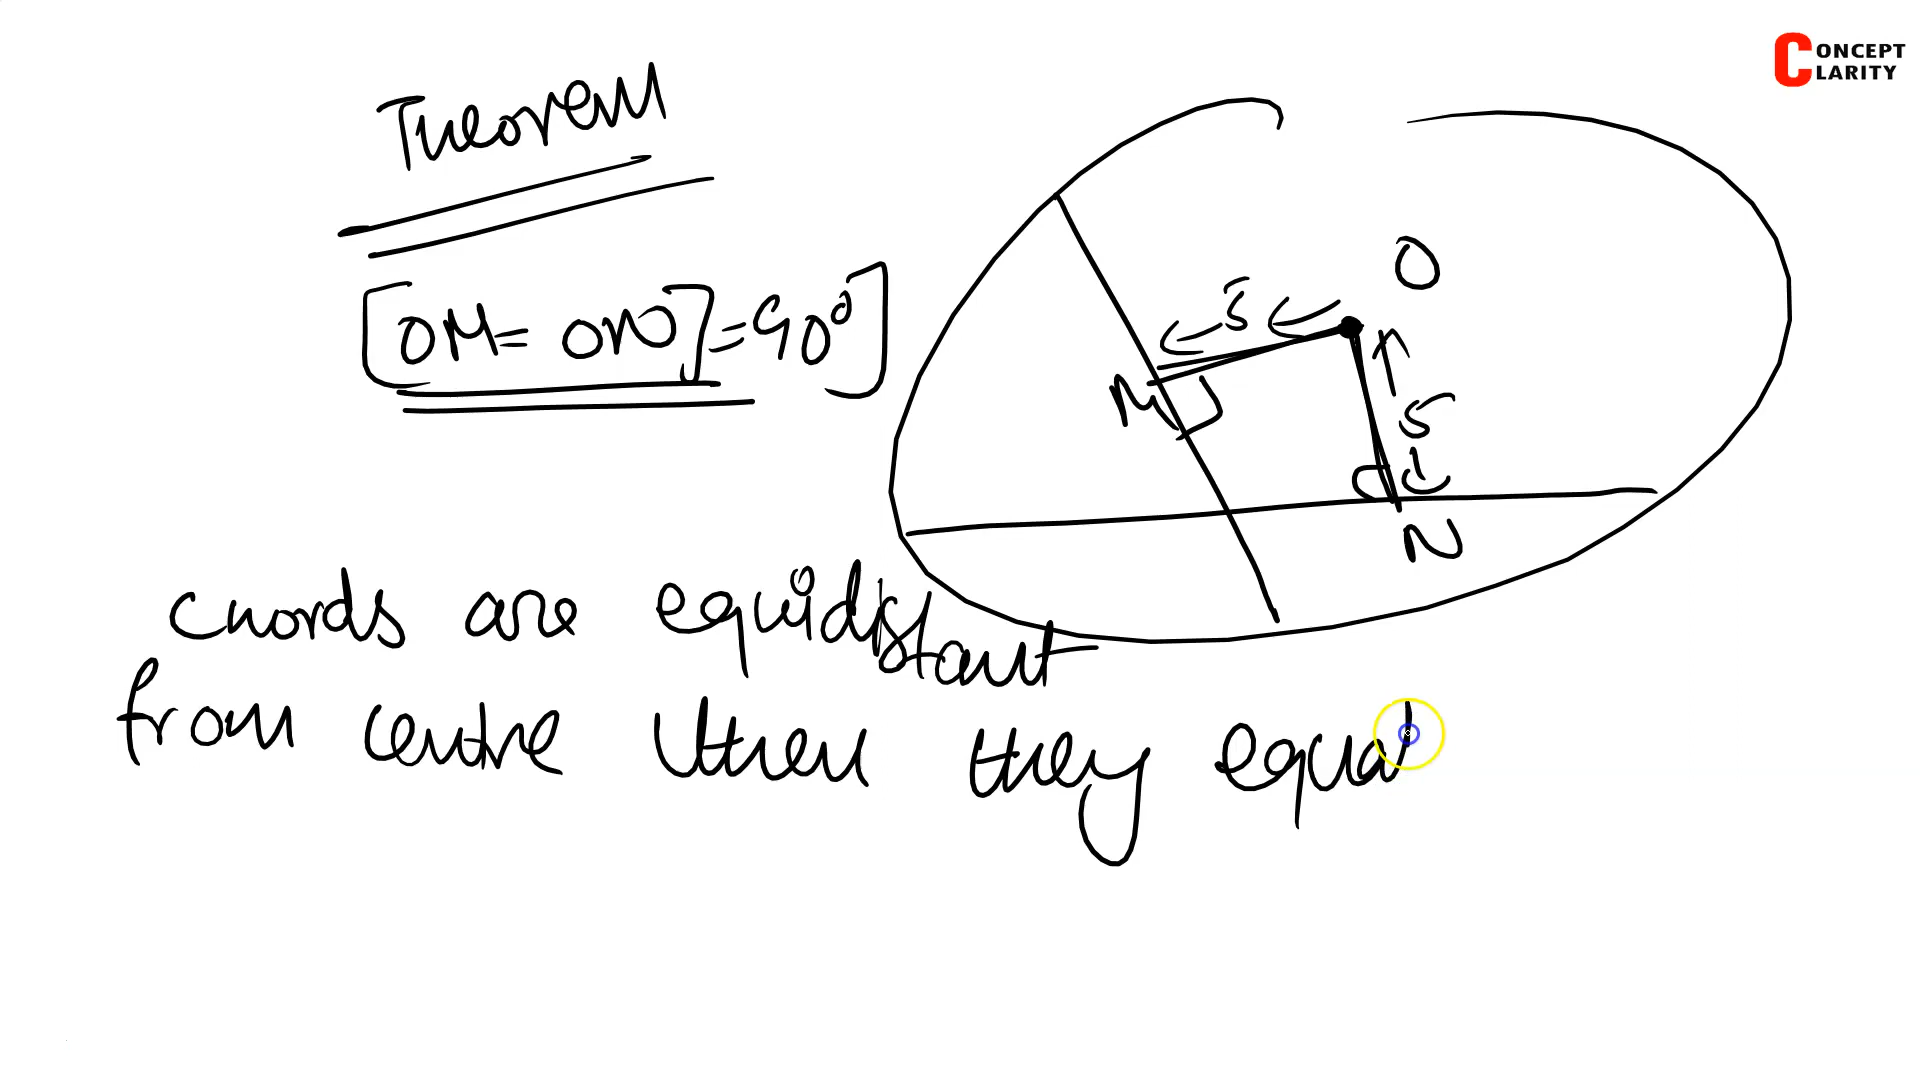 CONCEPT
CLARITY
Theorem
[OM = ON] = 90°]
O
5
M
5
N
chords are equidistant
from centre then they equal